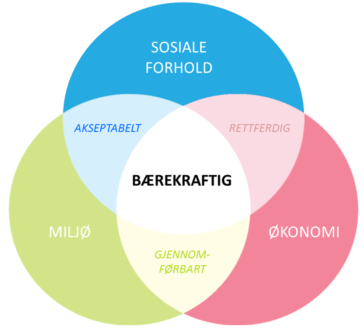 SOSIALE
FORHOLD
AKSEPTABELT
RETTFERDIG
BÆREKRAFTIG
MILJØ
ØKONOMI
GJENNOM-
FØRBART